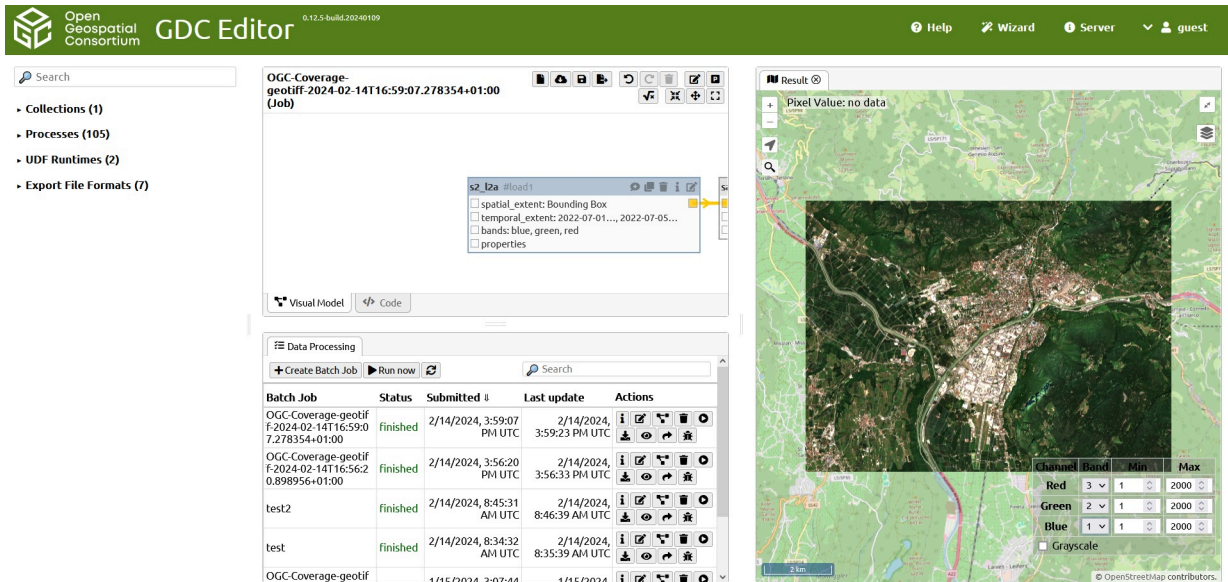 Open
Geospatial
Consortium
GDC Editor
0.12.5-build.20240109
Help
Wizard
Server
guest
Search
Collections (1)
Processes (105)
UDF Runtimes (2)
Export File Formats (7)
OGC-Coverage-
geotiff-2024-02-14T16:59:07.278354+01:00
(Job)
s2_l2a #load1
spatial_extent: Bounding Box
temporal_extent: 2022-07-01..., 2022-07-05...
bands: blue, green, red
properties
Visual Model
Code
Data Processing
Create Batch Job
Run now
Search
Batch Job Status Submitted Last update Actions
OGC-Coverage-geotif
f-2024-02-14T16:59:0
7.278354+01:00
finished
2/14/2024, 3:59:07
PM UTC
2/14/2024,
3:59:23 PM UTC
OGC-Coverage-geotif
f-2024-02-14T16:56:2
0.898956+01:00
finished
2/14/2024, 3:56:20
PM UTC
2/14/2024,
3:56:33 PM UTC
test2
finished
2/14/2024, 8:45:31
AM UTC
2/14/2024,
8:46:39 AM UTC
test
finished
2/14/2024, 8:34:32
AM UTC
2/14/2024,
8:35:39 AM UTC
OGC-Coverage-geotif
1/15/2024, 3:07:44
1/15/2024,
Result
Pixel Value: no data
Channel Band Min Max
Red 3 1 2000
Green 2 1 2000
Blue 1 1 2000
Grayscale
2 km
© OpenStreetMap contributors.